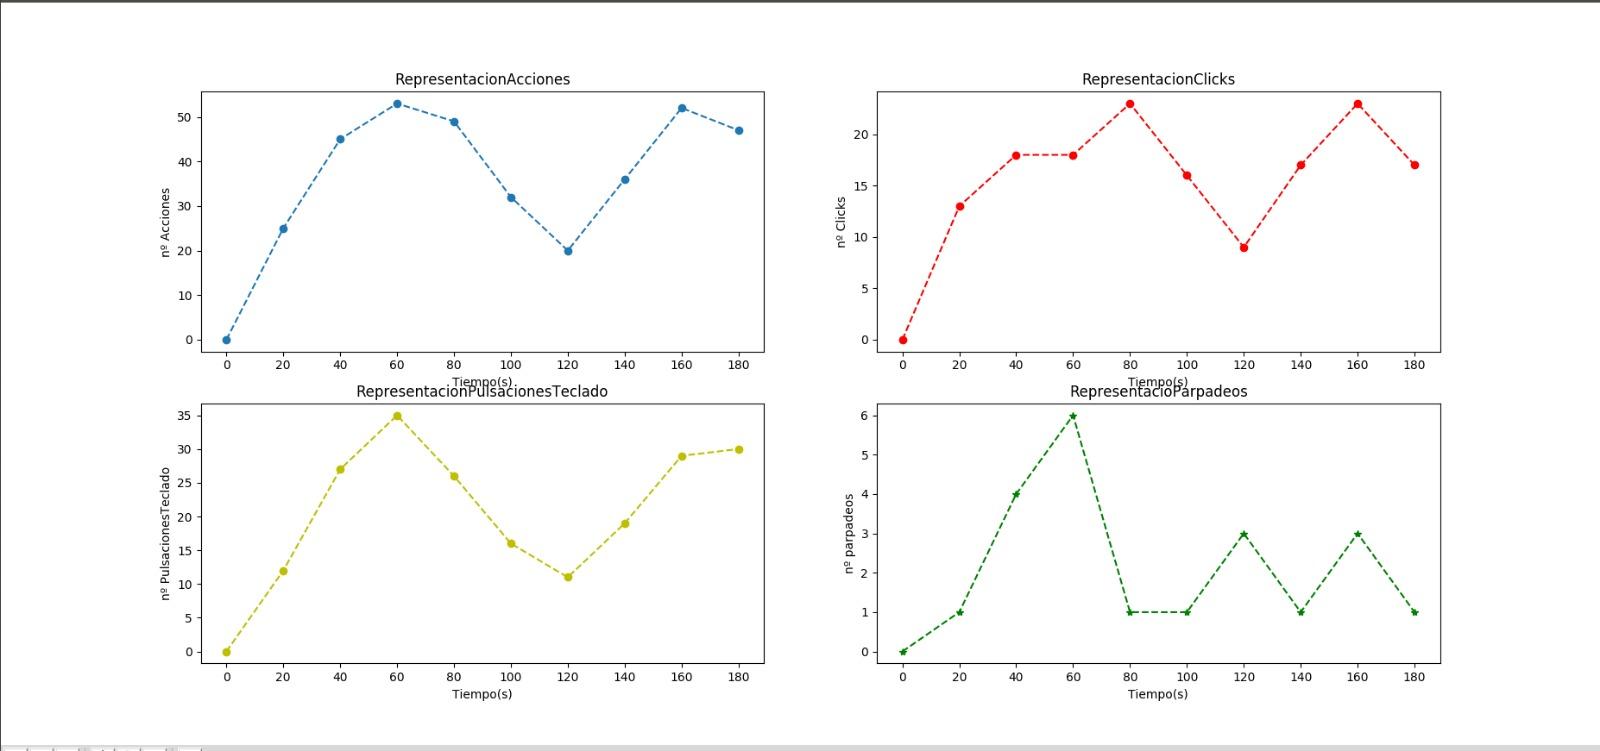 RepresentacionAcciones
nº Acciones
50
40
30
20
10
0
0 20 40 60 80 100 120 140 160 180
Tiempo(s)
RepresentacionClicks
nº Clicks
20
15
10
5
0
0 20 40 60 80 100 120 140 160 180
Tiempo(s)
RepresentacionPulsacionesTeclado
nº PulsacionesTeclado
35
30
25
20
15
10
5
0
0 20 40 60 80 100 120 140 160 180
Tiempo(s)
RepresentacioParpadeos
nº parpadeos
6
5
4
3
2
1
0
0 20 40 60 80 100 120 140 160 180
Tiempo(s)